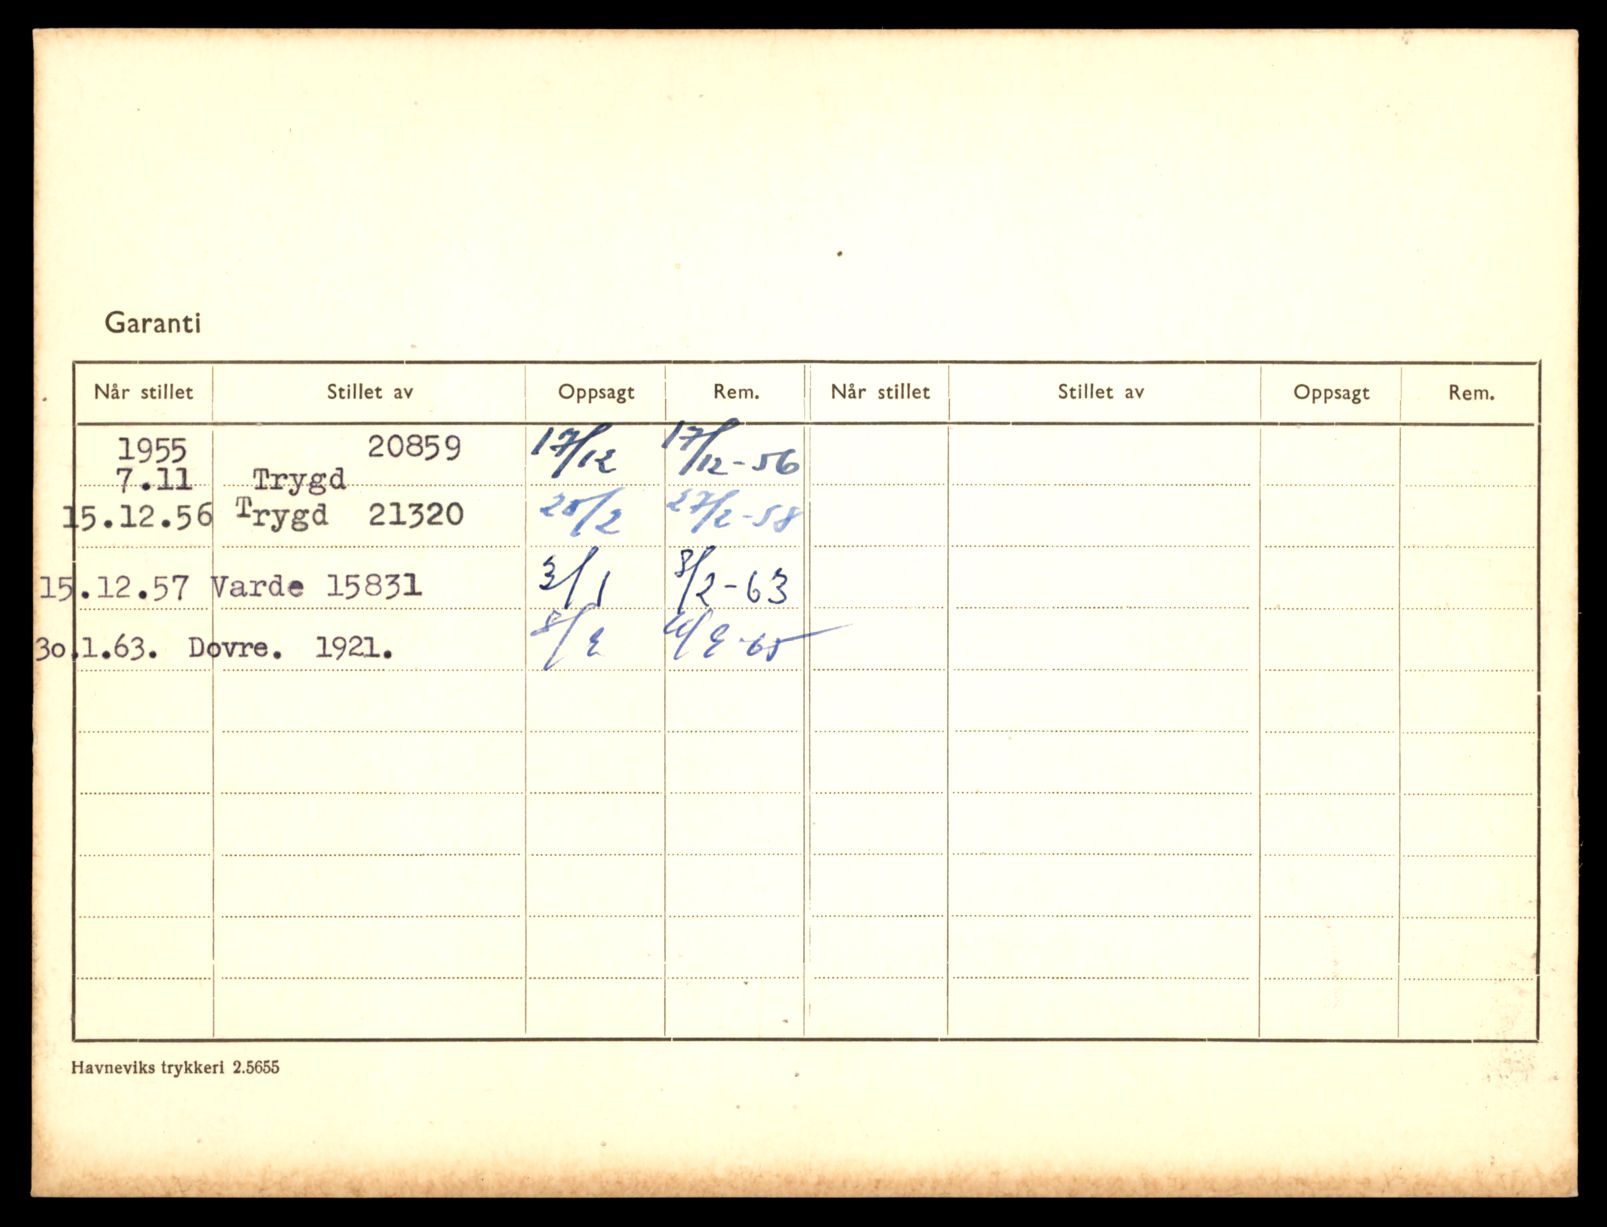 Garanti
Når stillet Stillet av Oppsagt Rem. Når stillet Stillet av Oppsagt Rem.
1955 20859 17/12 17/12-56
7.11 Trygd
15.12.56 Trygd 21320 20/2 27/2-58
15.12.57 Varde 15831 3/1 8/2-63
30.1.63. Dovre. 1921. 8/9
Havneviks trykkeri 2.5655